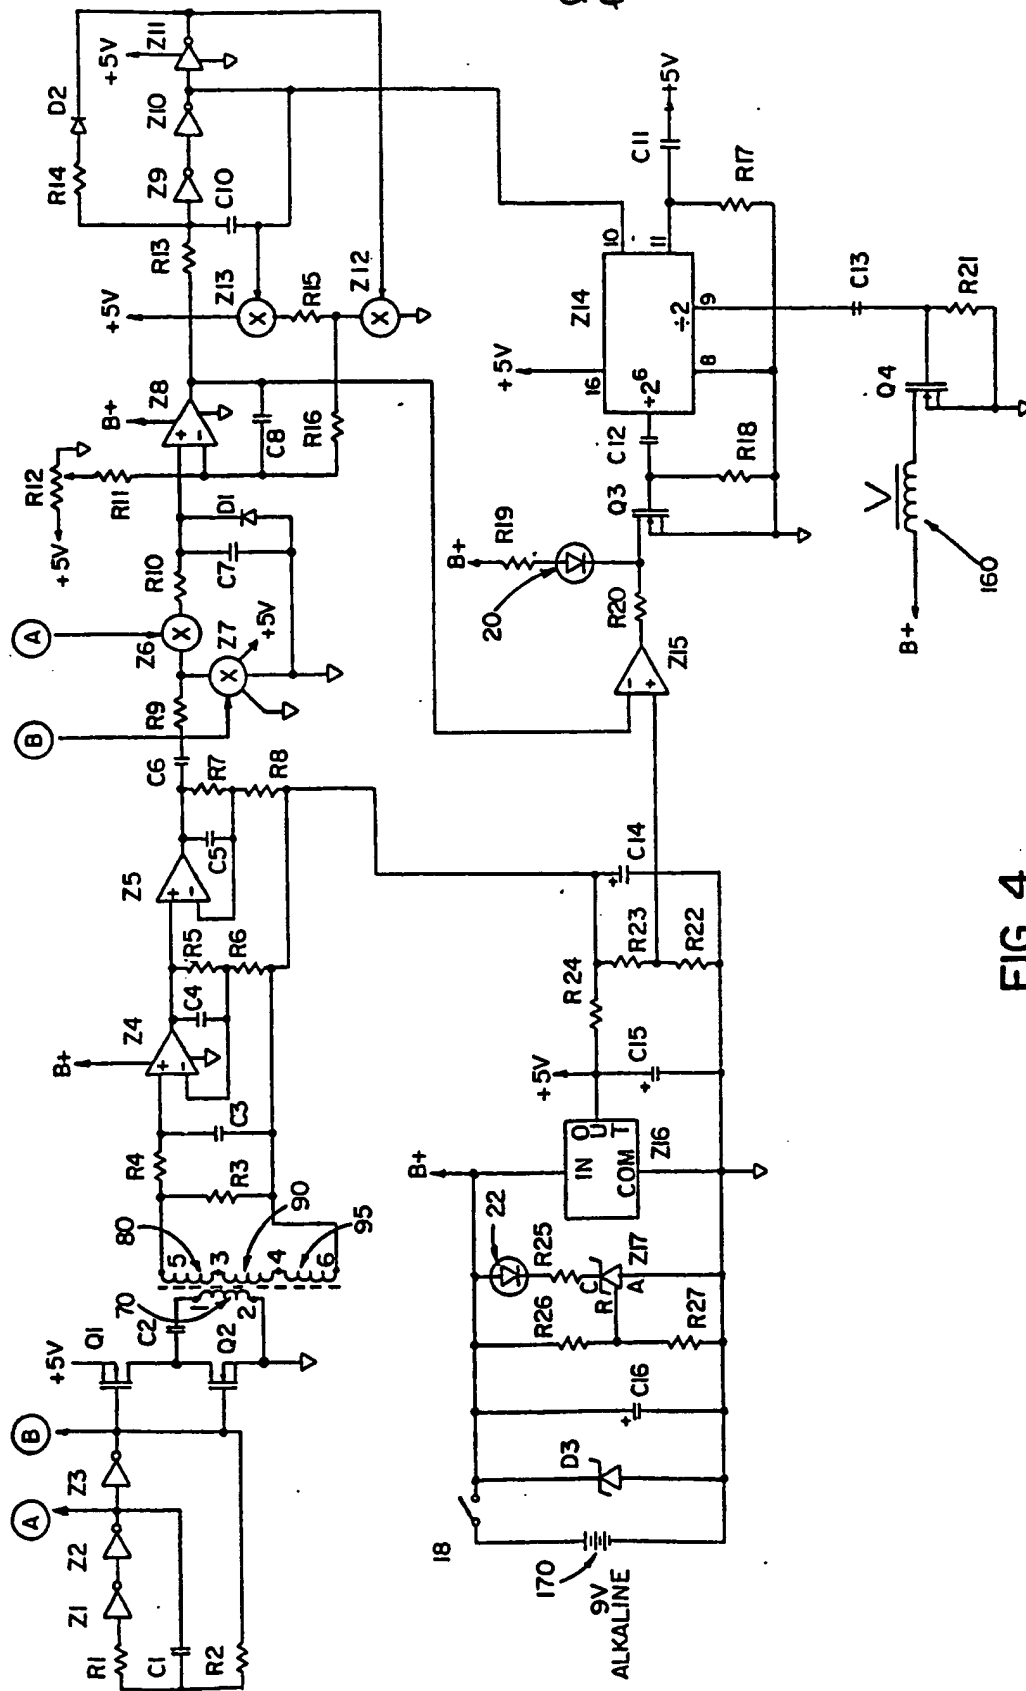 R1
C1
R2
Z1
Z2
Z3
A
B
+5V
Q1
C2
Q2
70
1
2
80
5
3
4
6
90
95
R4
R3
C3
B+
Z4
+
-
C4
R5
R6
Z5
+
-
C5
R7
R8
C6
R9
B
A
Z6
Z7
+5V
R10
C7
D1
+5V
R12
R11
B+
Z8
+
-
C8
R16
+5V
Z13
X
R15
X
Z12
X
X
R13
R14
D2
Z9
Z10
Z11
+5V
C10
18
170
9V
ALKALINE
D3
C16
+
R26
R27
22
R25
C
R
A
Z17
B+
IN
OUT
COM
Z16
+5V
C15
+
R24
R23
R22
C14
+
Z15
-
+
R20
20
R19
B+
Q3
C12
R18
+5V
16
Z14
÷2⁶
÷2
10
11
8
9
C11
+5V
R17
C13
Q4
R21
B+
160
FIG. 4